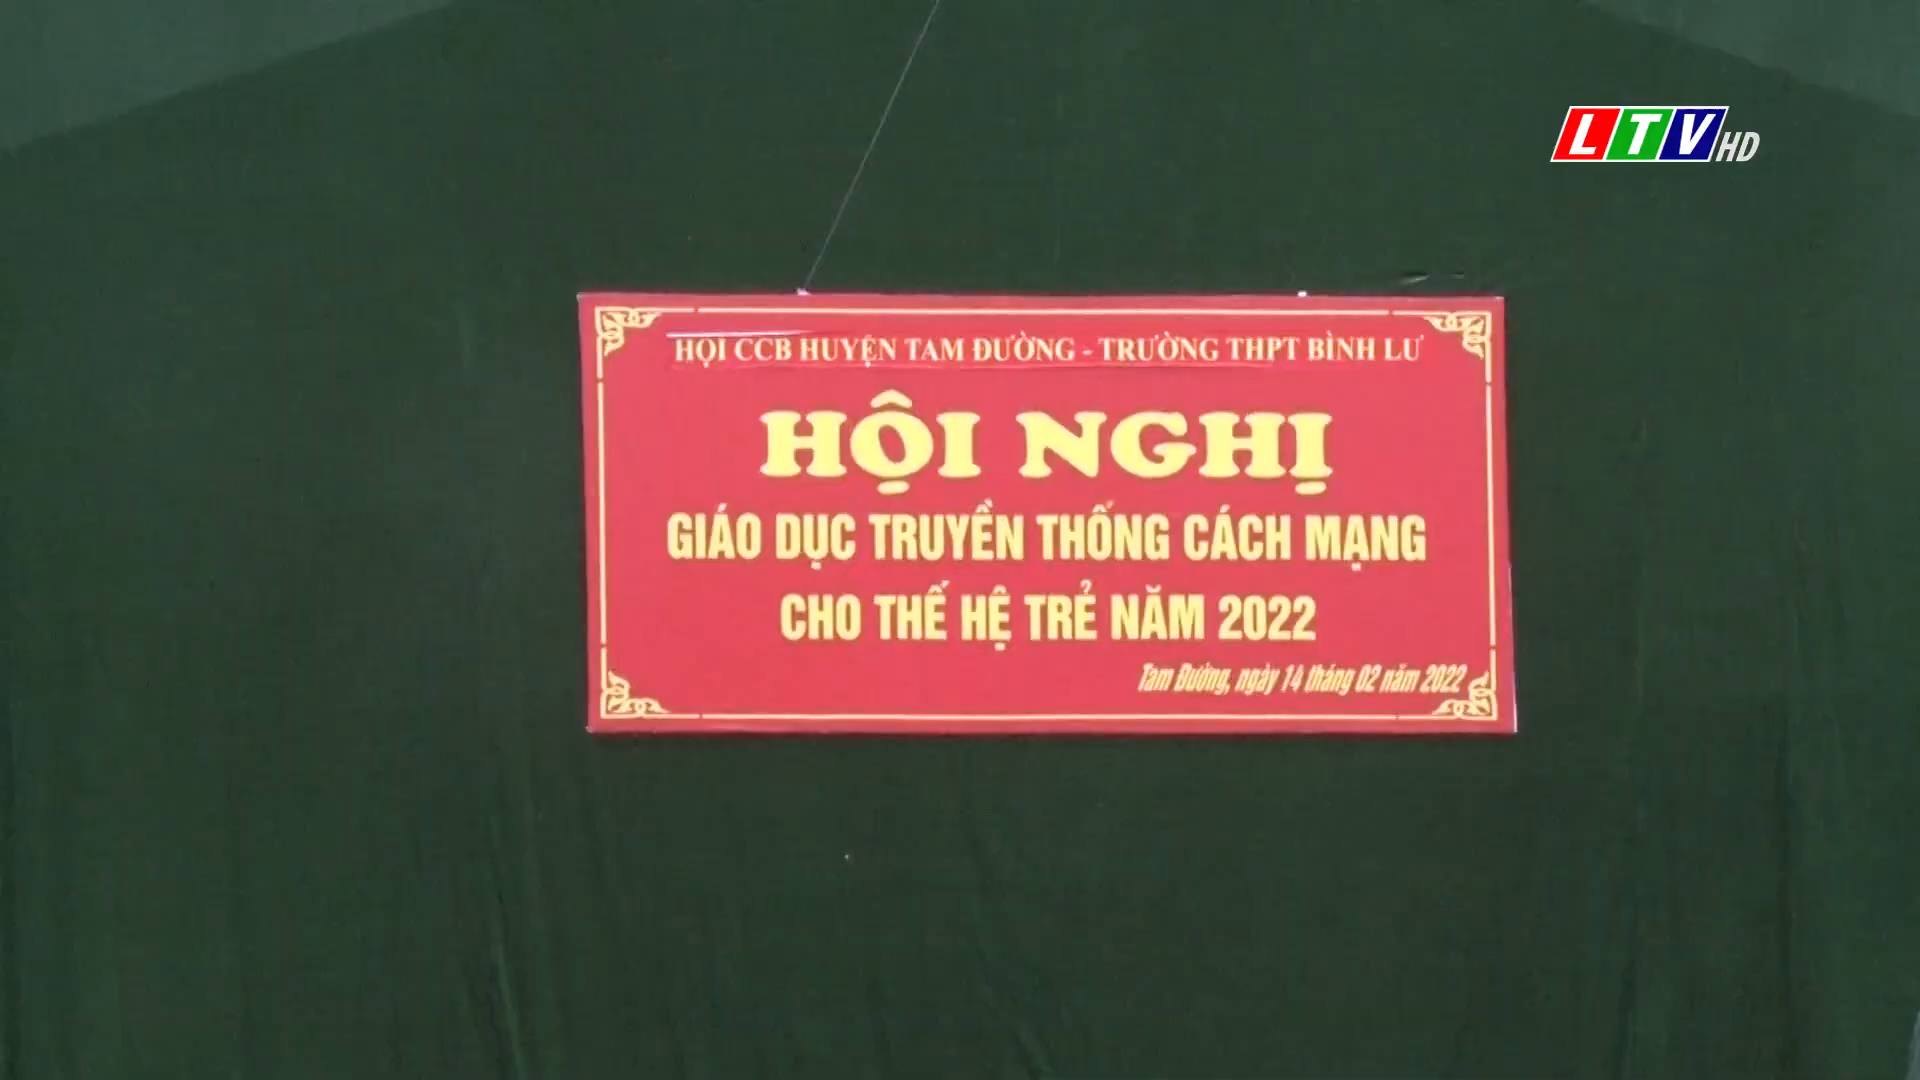 LTV HD
HỘI CCB HUYỆN TAM ĐƯỜNG - TRƯỜNG THPT BÌNH LƯ
HỘI NGHỊ
GIÁO DỤC TRUYỀN THỐNG CÁCH MẠNG
CHO THẾ HỆ TRẺ NĂM 2022
Tam Đường, ngày 14 tháng 02 năm 2022